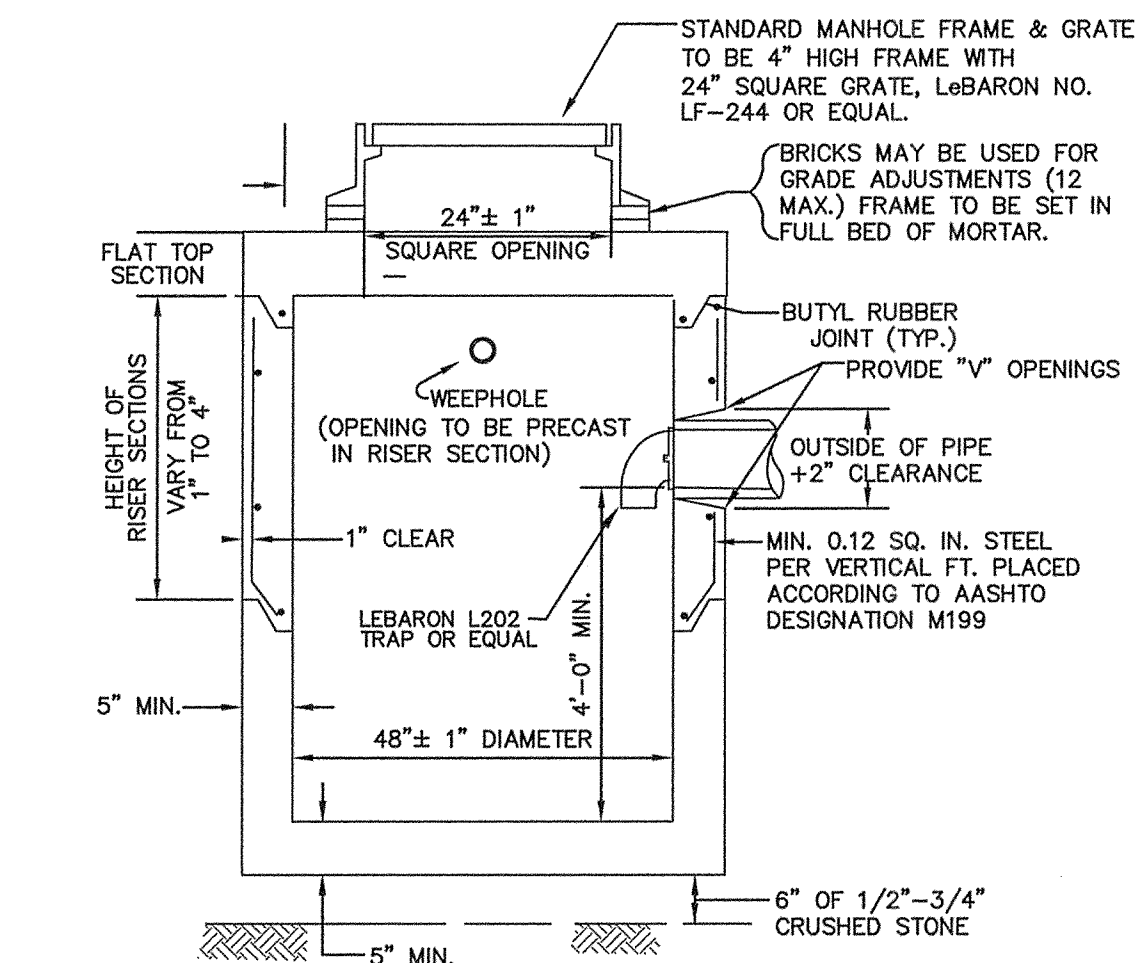 STANDARD MANHOLE FRAME & GRATE
TO BE 4" HIGH FRAME WITH
24" SQUARE GRATE, LeBARON NO.
LF-244 OR EQUAL.
BRICKS MAY BE USED FOR
GRADE ADJUSTMENTS (12
MAX.) FRAME TO BE SET IN
FULL BED OF MORTAR.
24"± 1"
SQUARE OPENING
FLAT TOP
SECTION
BUTYL RUBBER
JOINT (TYP.)
PROVIDE "V" OPENINGS
HEIGHT OF
RISER SECTIONS
VARY FROM
1" TO 4"
WEEPHOLE
(OPENING TO BE PRECAST
IN RISER SECTION)
OUTSIDE OF PIPE
+2" CLEARANCE
1" CLEAR
MIN. 0.12 SQ. IN. STEEL
PER VERTICAL FT. PLACED
ACCORDING TO AASHTO
DESIGNATION M199
LEBARON L202
TRAP OR EQUAL
4'-0" MIN.
5" MIN.
48"± 1" DIAMETER
6" OF 1/2"-3/4"
CRUSHED STONE
5" MIN.